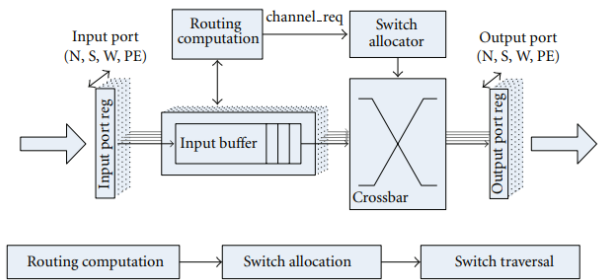 Input port
(N, S, W, PE)
Routing
computation
channel_req
Switch
allocator
Output port
(N, S, W, PE)
Input port reg
Input buffer
Crossbar
Output port reg
Routing computation
Switch allocation
Switch traversal